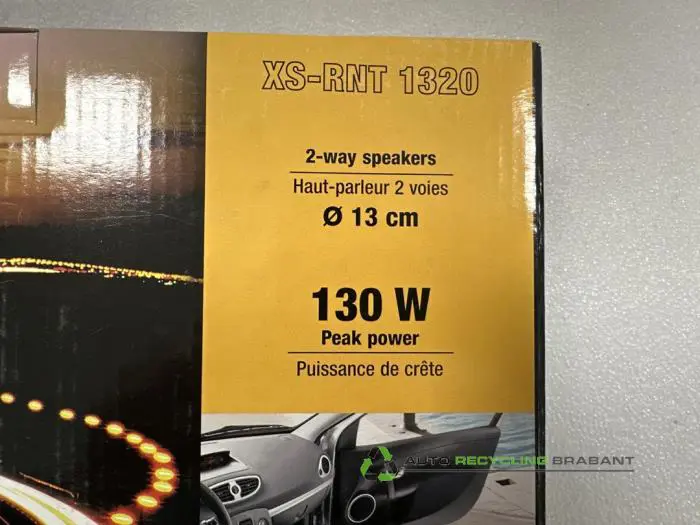 XS-RNT 1320
2-way speakers
Haut-parleur 2 voies
Ø 13 cm
130 W
Peak power
Puissance de crête
AUTO RECYCLING BRABANT